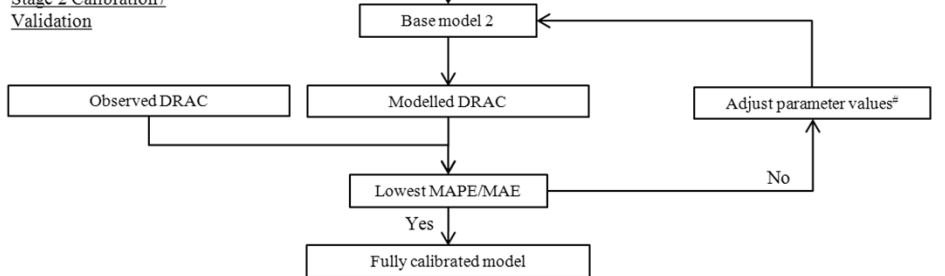 Stage 2 Calibration /
Validation
Base model 2
Observed DRAC
Modelled DRAC
Adjust parameter values#
Lowest MAPE/MAE
No
Yes
Fully calibrated model